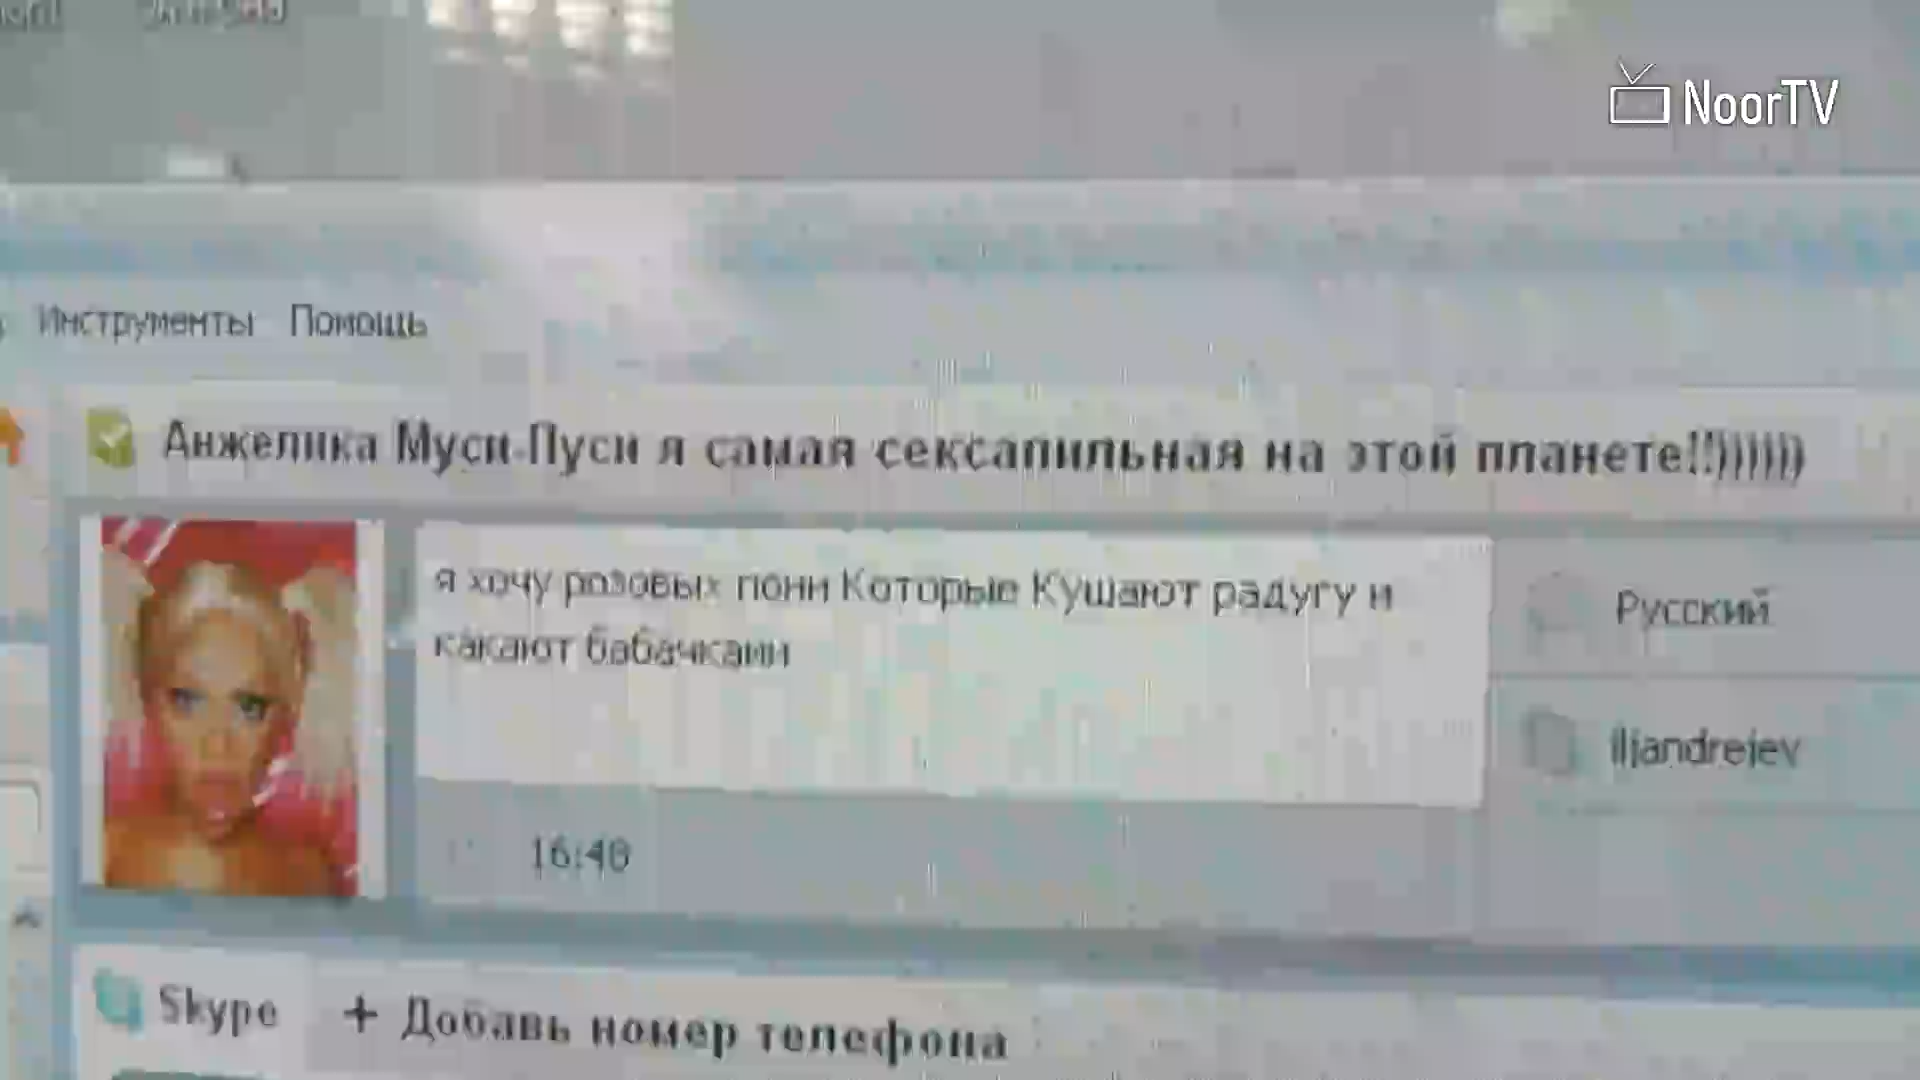 NoorTV
Инструменты Помощь
Анжелика Муси-Пуси я самая сексапильная на этой планете!!))))))
я хочу розовых пони Которые Кушают радугу и
какают бабачками
Русский
iljandrejev
16:40
Skype + Добавь номер телефона